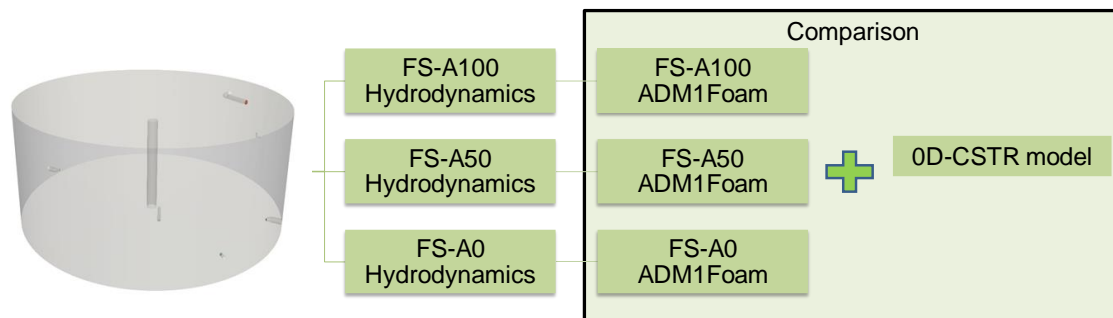 Comparison
FS-A100
Hydrodynamics
FS-A100
ADM1Foam
FS-A50
Hydrodynamics
FS-A50
ADM1Foam
0D-CSTR model
FS-A0
Hydrodynamics
FS-A0
ADM1Foam